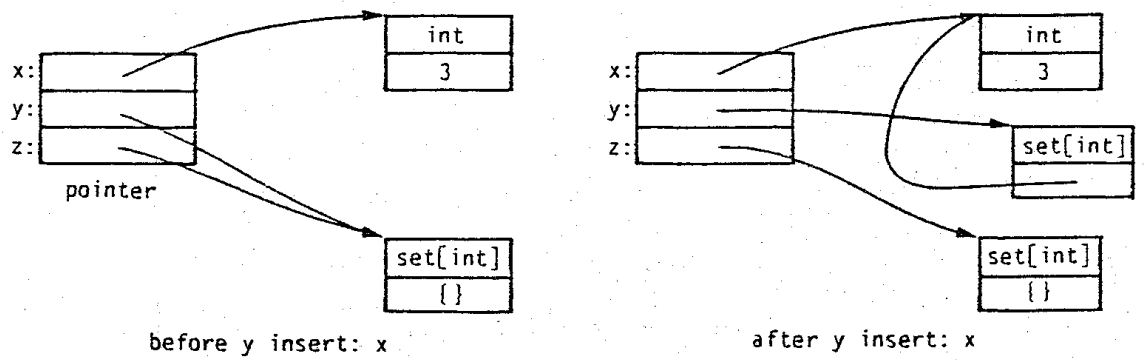 int
3
x:
y:
z:
pointer
set[int]
{}
before y insert: x
int
3
x:
y:
z:
set[int]
set[int]
{}
after y insert: x